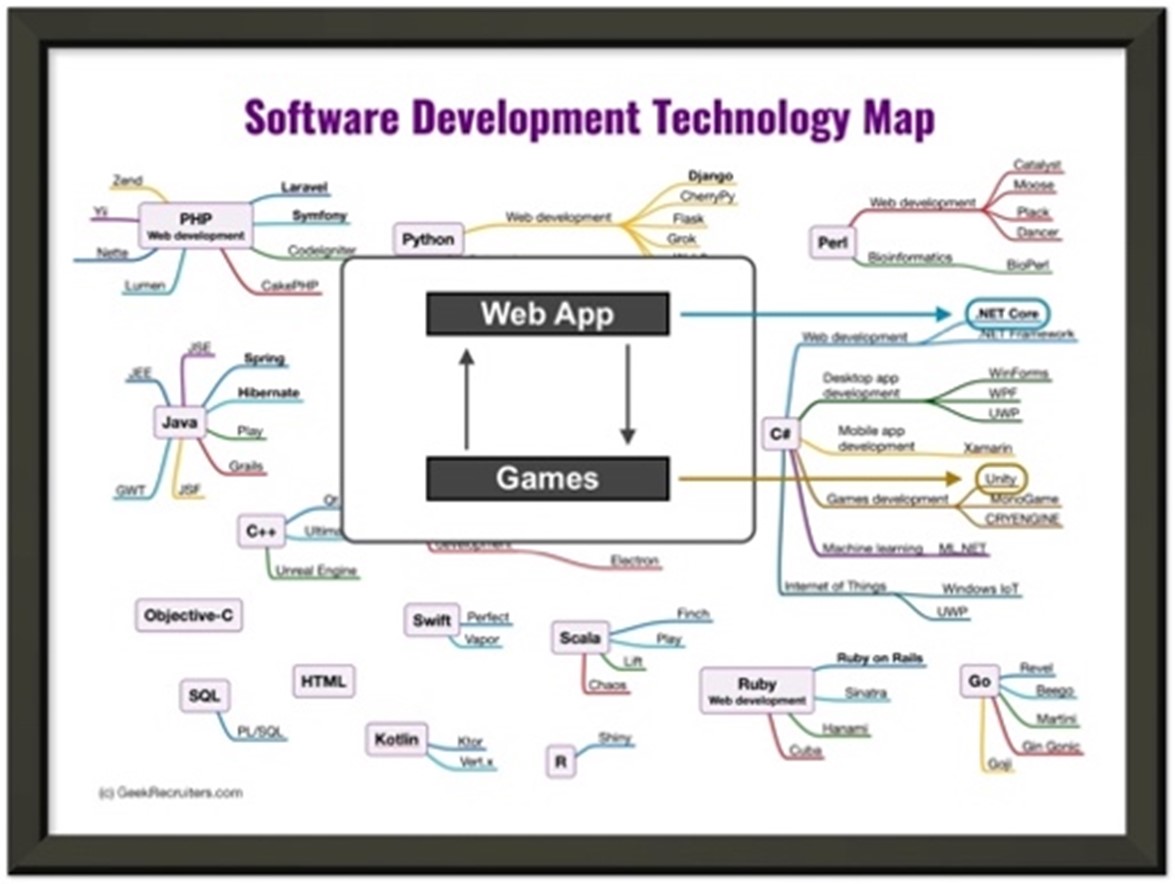 Software Development Technology Map
Zend
Yii
Nette
Lumen
PHP
Web development
Laravel
Symfony
CodeIgniter
CakePHP
Python
Web development
Django
CherryPy
Flask
Grok
Perl
Web development
Catalyst
Moose
Plack
Dancer
Bioinformatics
BioPerl
Web App
Games
Java
JSF
JEE
Spring
Hibernate
Play
Grails
GWT
JSF
C#
Web development
.NET Core
.NET Framework
Desktop app
development
WinForms
WPF
UWP
Mobile app
development
Xamarin
Games development
Unity
MonoGame
CRYENGINE
Machine learning
ML.NET
Internet of Things
Windows IoT
UWP
C++
Qt
Ultima
Unreal Engine
development
Electron
Objective-C
Swift
Perfect
Vapor
Scala
Finch
Play
Lift
Chaos
SQL
PL/SQL
HTML
Kotlin
Ktor
Vert.x
R
Shiny
Ruby
Web development
Ruby on Rails
Sinatra
Hanami
Cuba
Go
Revel
Beego
Martini
Gin Gonic
Goji
(c) GeekRecruiters.com